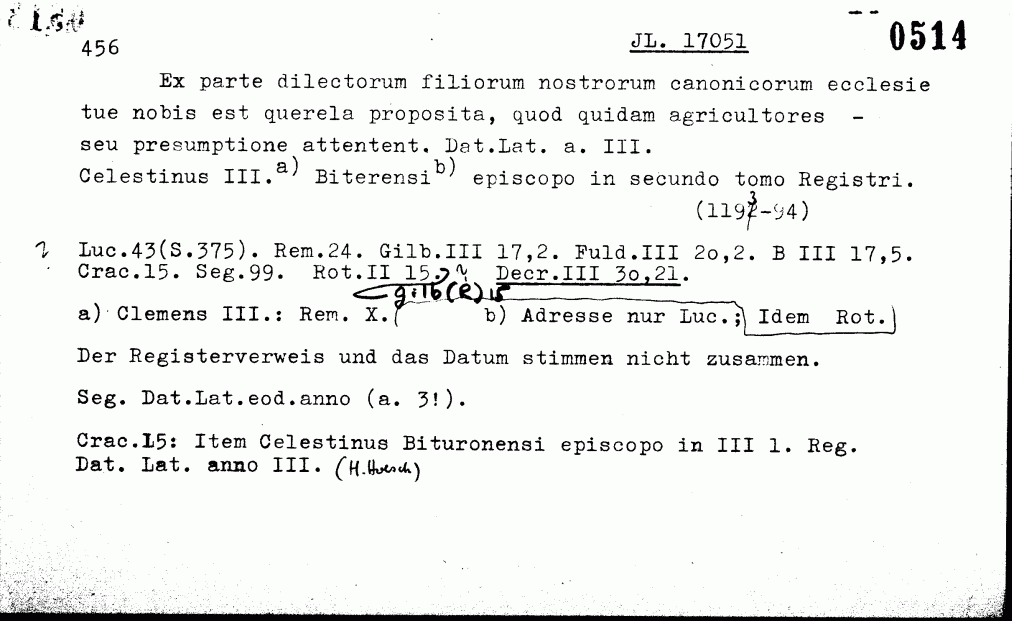 456 JL. 17051 0514
Ex parte dilectorum filiorum nostrorum canonicorum ecclesie
tue nobis est querela proposita, quod quidam agricultores -
seu presumptione attentent. Dat.Lat. a. III.
Celestinus III.a) Biterensi b) episcopo in secundo tomo Registri.
(1193-94)
Luc.43(S.375). Rem.24. Gilb.III 17,2. Fuld.III 2o,2. B III 17,5.
Crac.15. Seg.99. Rot.II 15. Decr.III 3o,21.
gilb(R) 15
a) Clemens III.: Rem. X. b) Adresse nur Luc.; Idem Rot.
Der Registerverweis und das Datum stimmen nicht zusammen.
Seg. Dat.Lat.eod.anno (a. 3!).
Crac.15: Item Celestinus Bituronensi episcopo in III l. Reg.
Dat. Lat. anno III. (H.Hoesch)